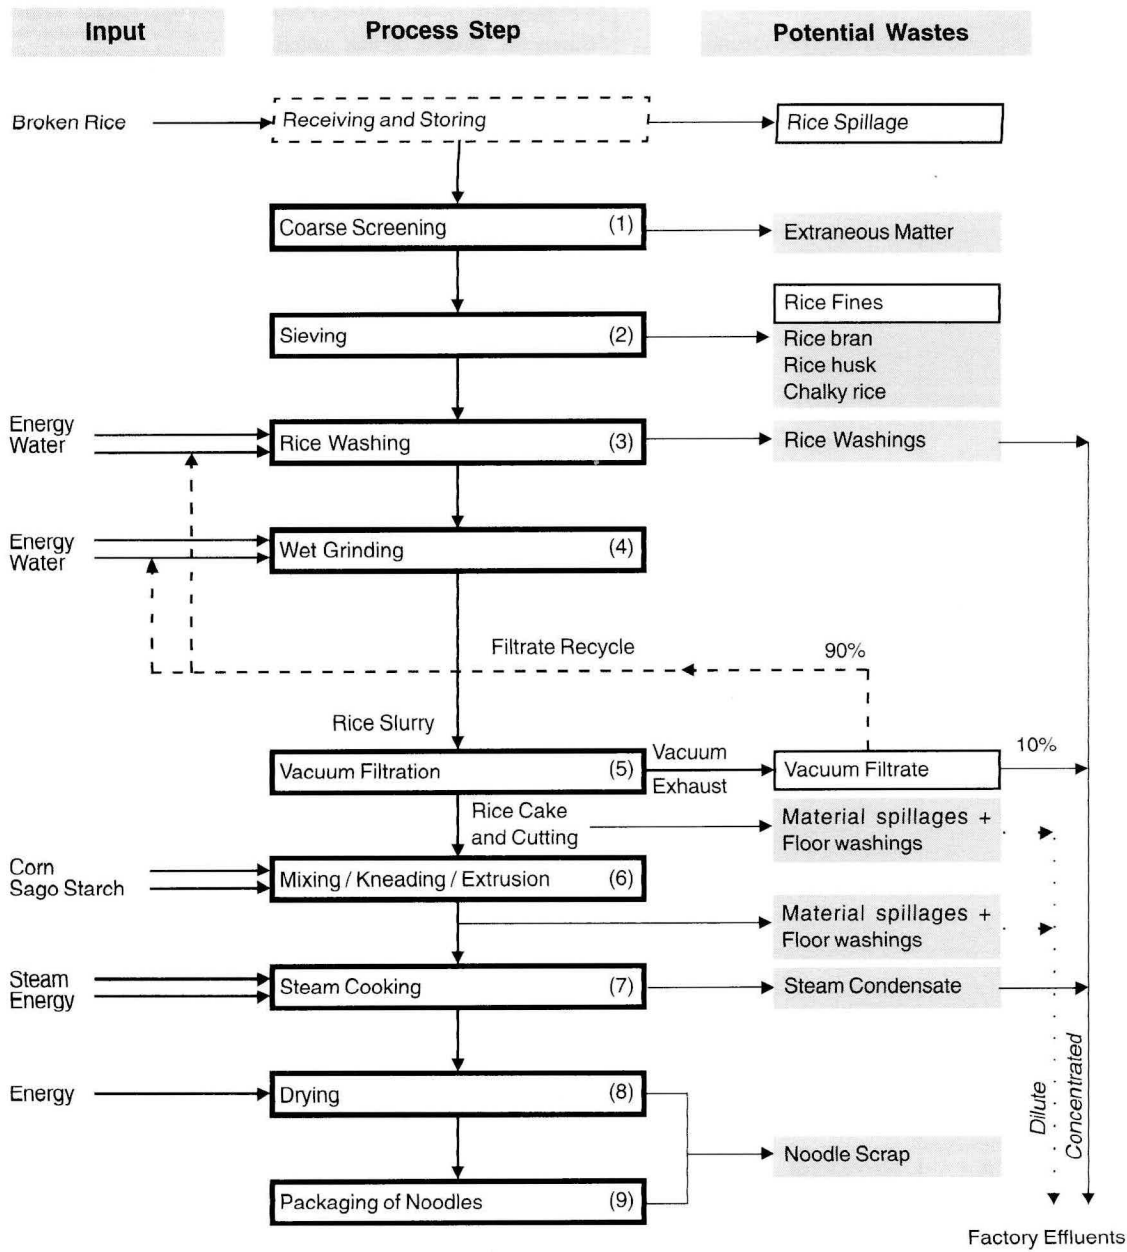 Input
Process Step
Potential Wastes
Broken Rice
Receiving and Storing
Rice Spillage
Coarse Screening (1)
Extraneous Matter
Rice Fines
Sieving (2)
Rice bran
Rice husk
Chalky rice
Energy
Water
Rice Washing (3)
Rice Washings
Energy
Water
Wet Grinding (4)
Filtrate Recycle
90%
Rice Slurry
Vacuum Filtration (5)
Vacuum
Exhaust
Vacuum Filtrate
10%
Rice Cake
and Cutting
Material spillages +
Floor washings
Corn
Sago Starch
Mixing / Kneading / Extrusion (6)
Material spillages +
Floor washings
Steam
Energy
Steam Cooking (7)
Steam Condensate
Energy
Drying (8)
Noodle Scrap
Packaging of Noodles (9)
Dilute
Concentrated
Factory Effluents